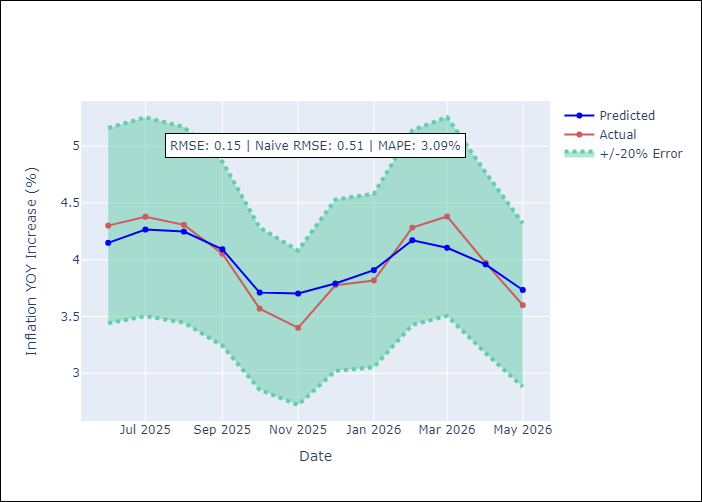 Predicted
Actual
+/-20% Error
RMSE: 0.15 | Naive RMSE: 0.51 | MAPE: 3.09%
5
4.5
4
3.5
3
Inflation YOY Increase (%)
Jul 2025 Sep 2025 Nov 2025 Jan 2026 Mar 2026 May 2026
Date